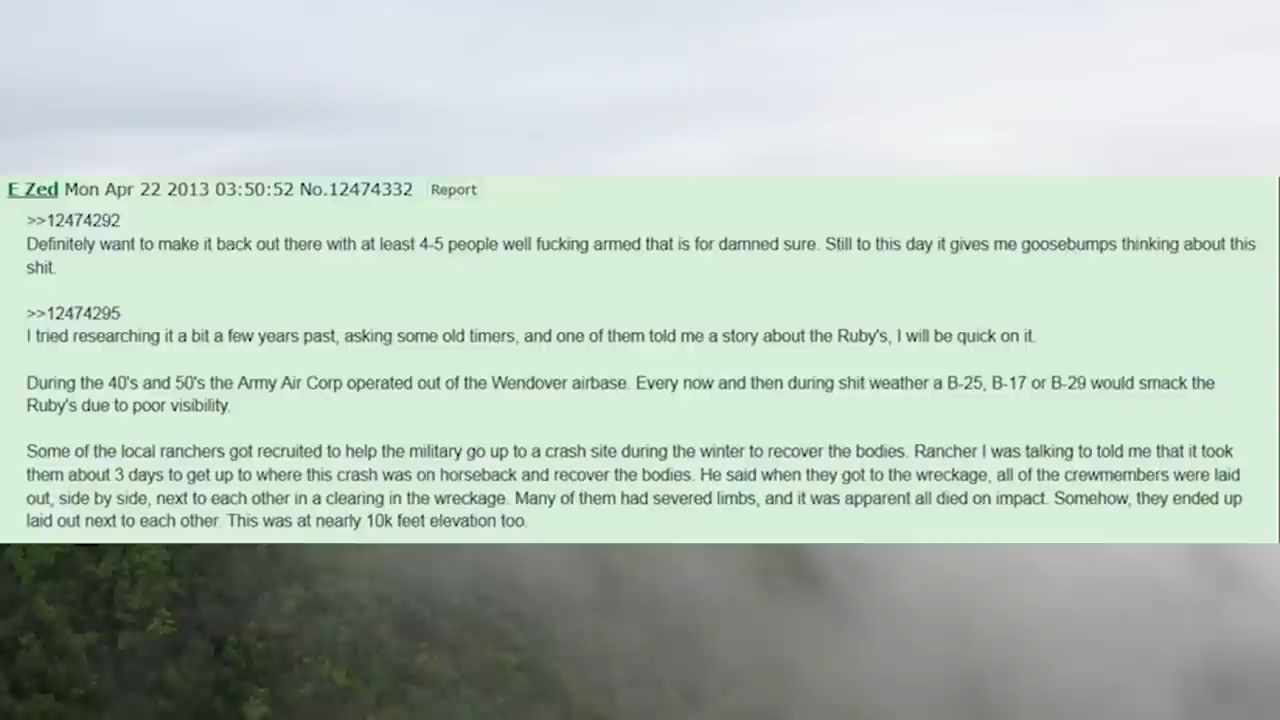 E Zed Mon Apr 22 2013 03:50:52 No.12474332 Report
>>12474292
Definitely want to make it back out there with at least 4-5 people well fucking armed that is for damned sure. Still to this day it gives me goosebumps thinking about this
shit.
>>12474295
I tried researching it a bit a few years past, asking some old timers, and one of them told me a story about the Ruby's, I will be quick on it.
During the 40's and 50's the Army Air Corp operated out of the Wendover airbase. Every now and then during shit weather a B-25, B-17 or B-29 would smack the
Ruby's due to poor visibility.
Some of the local ranchers got recruited to help the military go up to a crash site during the winter to recover the bodies. Rancher I was talking to told me that it took
them about 3 days to get up to where this crash was on horseback and recover the bodies. He said when they got to the wreckage, all of the crewmembers were laid
out, side by side, next to each other in a clearing in the wreckage. Many of them had severed limbs, and it was apparent all died on impact. Somehow, they ended up
laid out next to each other. This was at nearly 10k feet elevation too.